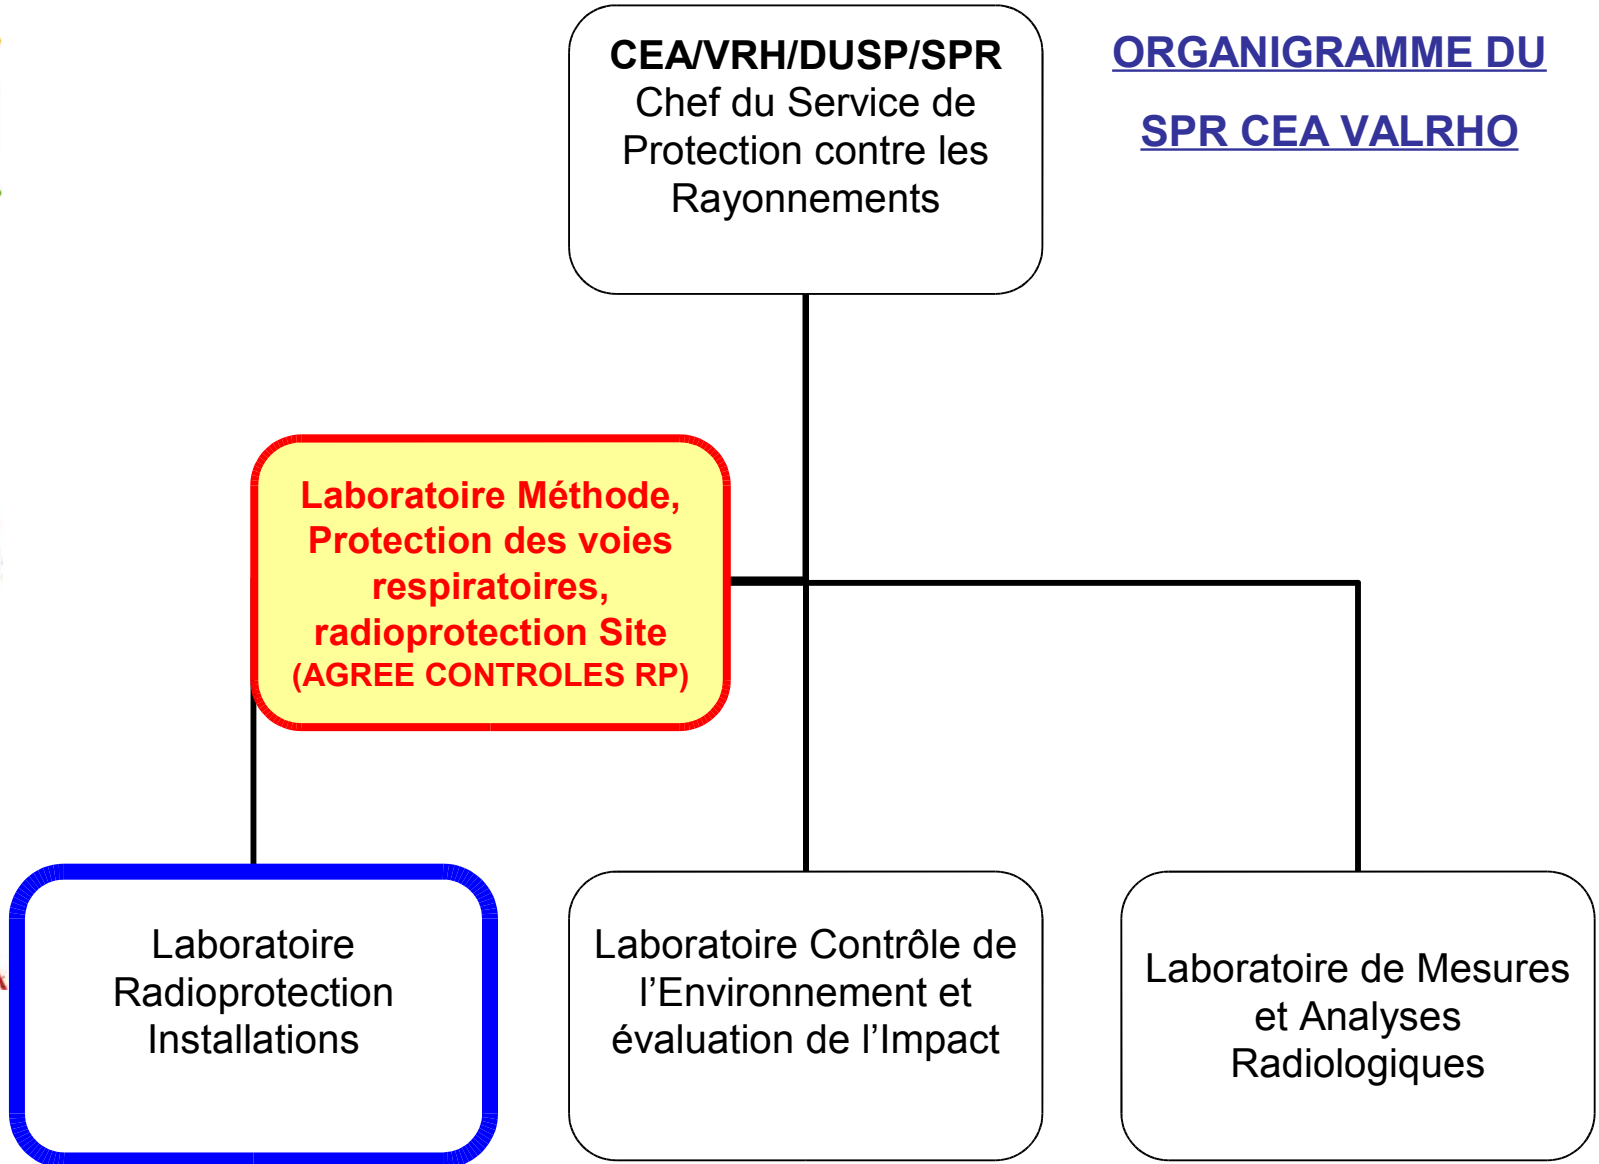 CEA/VRH/DUSP/SPR
Chef du Service de
Protection contre les
Rayonnements
ORGANIGRAMME DU
SPR CEA VALRHO
Laboratoire Méthode,
Protection des voies
respiratoires,
radioprotection Site
(AGREE CONTROLES RP)
Laboratoire
Radioprotection
Installations
Laboratoire Contrôle de
l’Environnement et
évaluation de l’Impact
Laboratoire de Mesures
et Analyses
Radiologiques